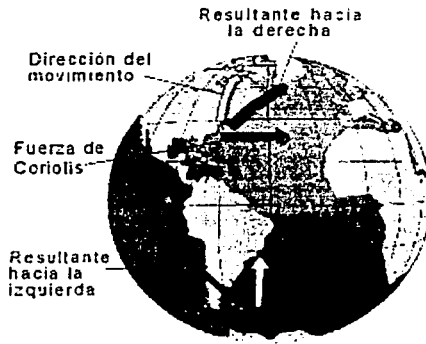 Resultante hacia
la derecha
Dirección del
movimiento
Fuerza de
Coriolis
Resultante
hacia la
izquierda